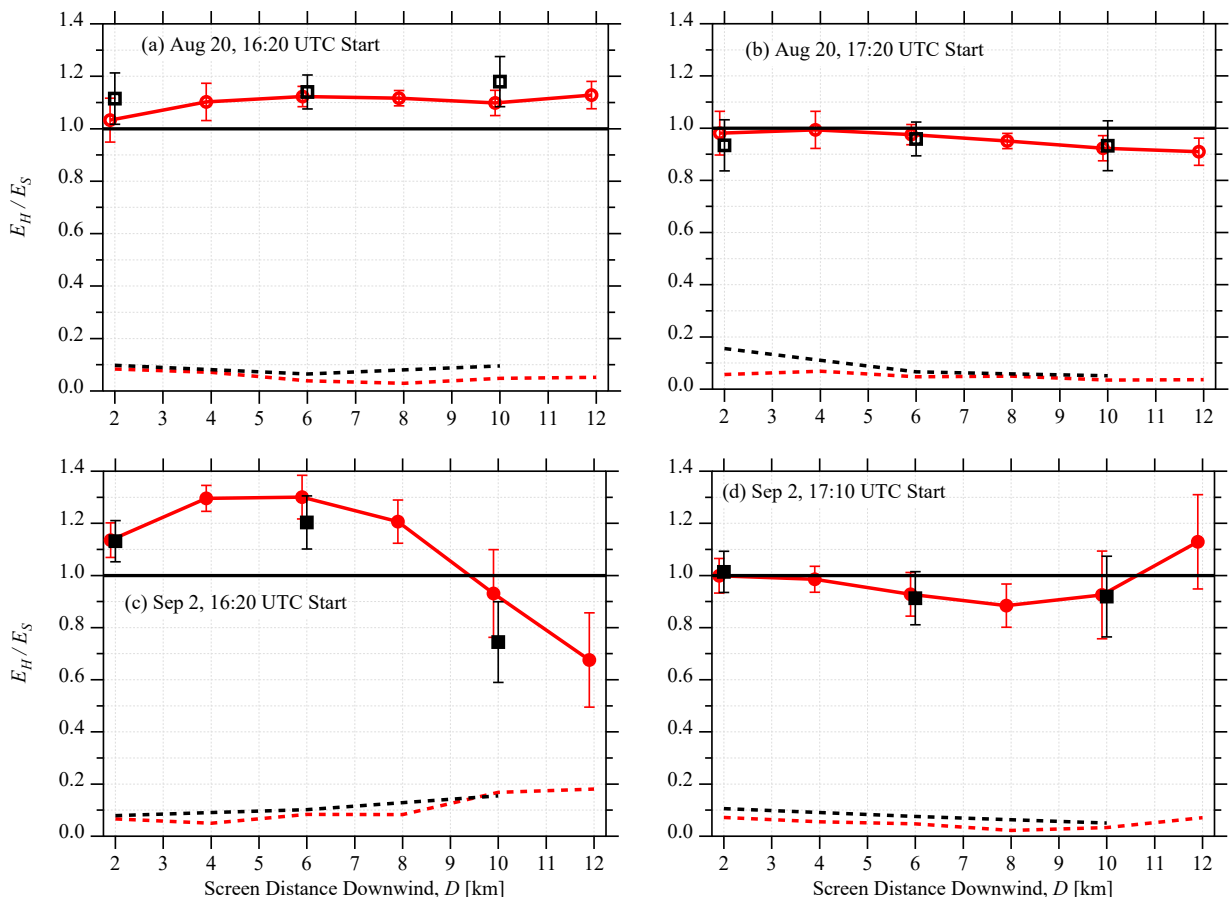 1.4
1.2
1.0
0.8
0.6
0.4
0.2
0.0
E_H / E_S
(a) Aug 20, 16:20 UTC Start
2 3 4 5 6 7 8 9 10 11 12
1.4
1.2
1.0
0.8
0.6
0.4
0.2
0.0
(b) Aug 20, 17:20 UTC Start
2 3 4 5 6 7 8 9 10 11 12
1.4
1.2
1.0
0.8
0.6
0.4
0.2
0.0
E_H / E_S
(c) Sep 2, 16:20 UTC Start
2 3 4 5 6 7 8 9 10 11 12
Screen Distance Downwind, D [km]
1.4
1.2
1.0
0.8
0.6
0.4
0.2
0.0
(d) Sep 2, 17:10 UTC Start
2 3 4 5 6 7 8 9 10 11 12
Screen Distance Downwind, D [km]